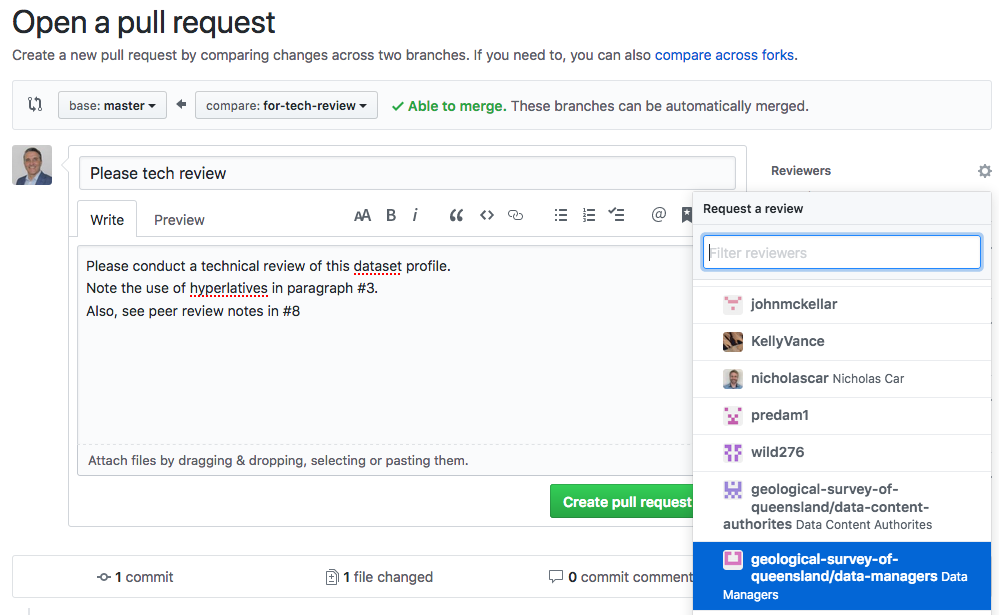 Open a pull request
Create a new pull request by comparing changes across two branches. If you need to, you can also compare across forks.
base: master
compare: for-tech-review
Able to merge. These branches can be automatically merged.
Please tech review
Reviewers
Write
Preview
AA B i
@
Request a review
Filter reviewers
Please conduct a technical review of this dataset profile.
Note the use of hyperlatives in paragraph #3.
Also, see peer review notes in #8
johnmckellar
KellyVance
nicholascar Nicholas Car
predam1
wild276
geological-survey-of-
queensland/data-content-
authorites Data Content Authorites
geological-survey-of-
queensland/data-managers Data
Managers
Attach files by dragging & dropping, selecting or pasting them.
Create pull request
1 commit
1 file changed
0 commit comment